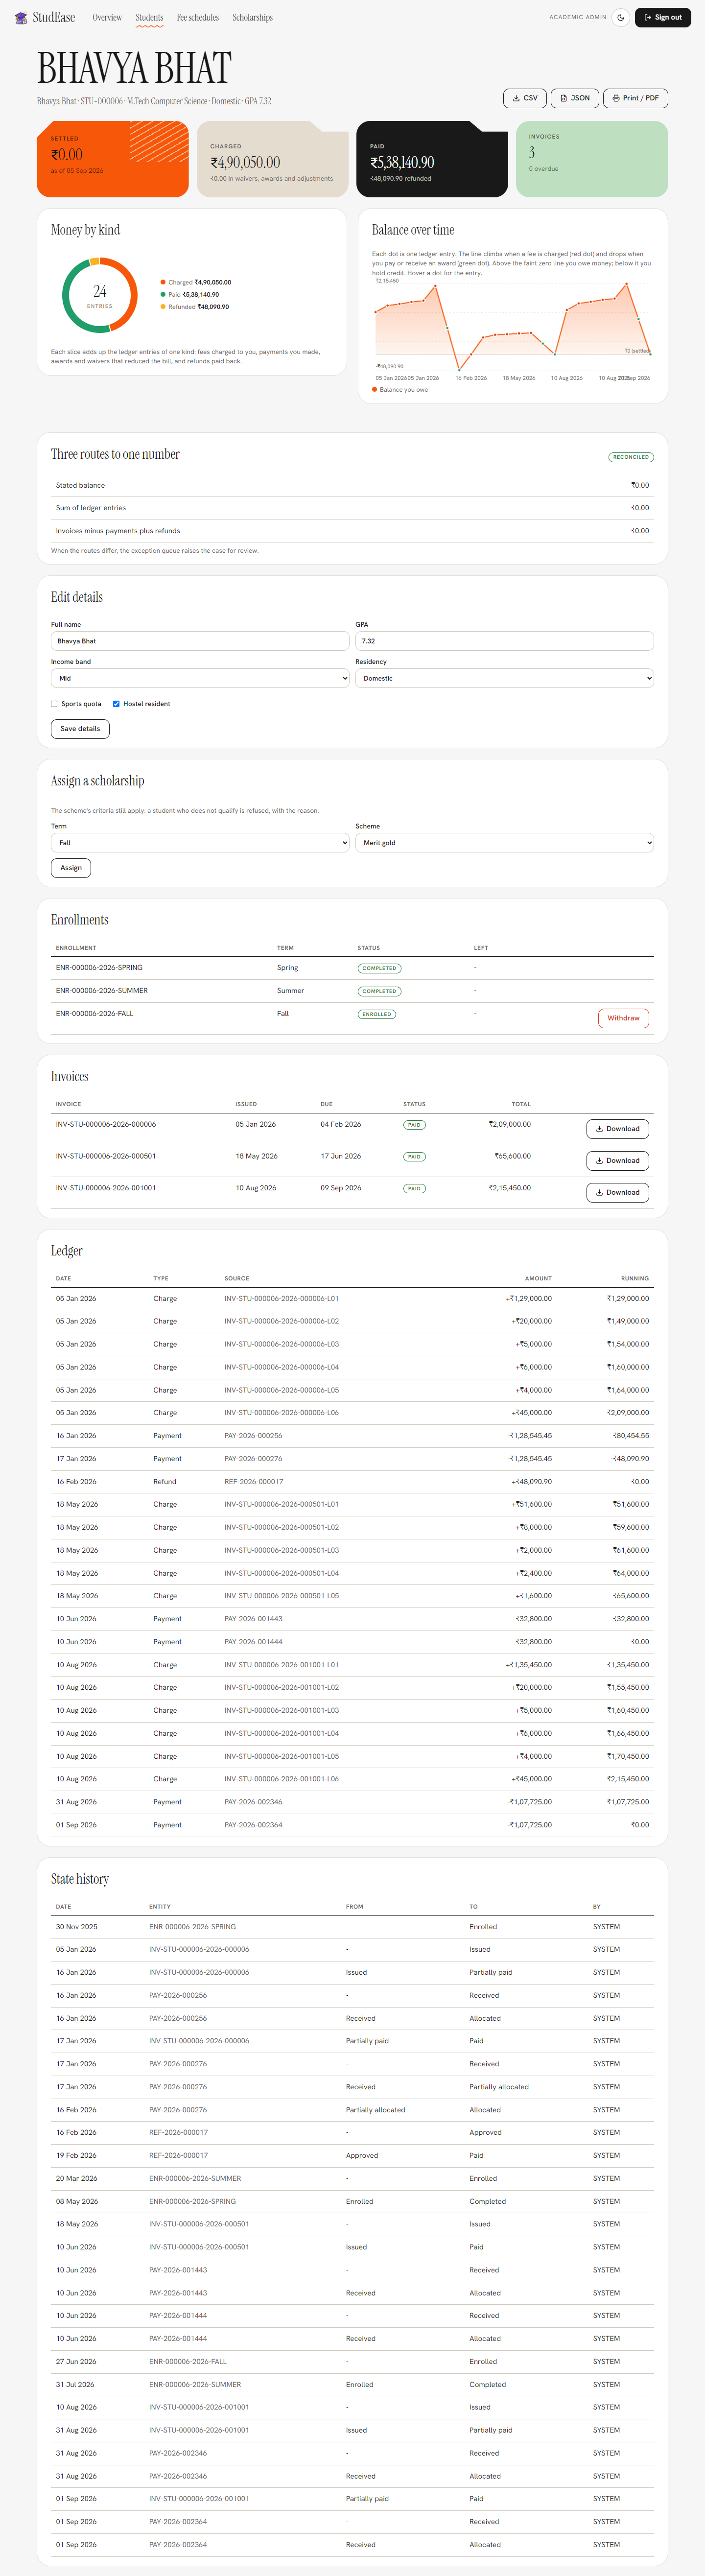 StudEase Overview Students Fee schedules Scholarships ACADEMIC ADMIN Sign out
BHAVYA BHAT
Bhavya Bhat · STU-000006 · M.Tech Computer Science · Domestic · GPA 7.32
CSV JSON Print / PDF
SETTLED
₹0.00
as of 05 Sep 2026
CHARGED
₹4,90,050.00
₹0.00 in waivers, awards and adjustments
PAID
₹5,38,140.90
₹48,090.90 refunded
INVOICES
3
0 overdue
Money by kind
24
ENTRIES
Charged ₹4,90,050.00
Paid ₹5,38,140.90
Refunded ₹48,090.90
Each slice adds up the ledger entries of one kind: fees charged to you, payments you made,
awards and waivers that reduced the bill, and refunds paid back.
Balance over time
Each dot is one ledger entry. The line climbs when a fee is charged (red dot) and drops when
you pay or receive an award (green dot). Above the faint zero line you owe money; below it you
hold credit. Hover a dot for the entry.
₹2,15,450
₹0 (settled)
-₹48,090.90
05 Jan 2026 05 Jan 2026 16 Feb 2026 18 May 2026 10 Aug 2026 10 Aug 2026 01 Sep 2026
Balance you owe
Three routes to one number RECONCILED
Stated balance ₹0.00
Sum of ledger entries ₹0.00
Invoices minus payments plus refunds ₹0.00
When the routes differ, the exception queue raises the case for review.
Edit details
Full name GPA
Bhavya Bhat 7.32
Income band Residency
Mid Domestic
Sports quota Hostel resident
Save details
Assign a scholarship
The scheme's criteria still apply: a student who does not qualify is refused, with the reason.
Term Scheme
Fall Merit gold
Assign
Enrollments
ENROLLMENT TERM STATUS LEFT
ENR-000006-2026-SPRING Spring COMPLETED -
ENR-000006-2026-SUMMER Summer COMPLETED -
ENR-000006-2026-FALL Fall ENROLLED - Withdraw
Invoices
INVOICE ISSUED DUE STATUS TOTAL
INV-STU-000006-2026-000006 05 Jan 2026 04 Feb 2026 PAID ₹2,09,000.00 Download
INV-STU-000006-2026-000501 18 May 2026 17 Jun 2026 PAID ₹65,600.00 Download
INV-STU-000006-2026-001001 10 Aug 2026 09 Sep 2026 PAID ₹2,15,450.00 Download
Ledger
DATE TYPE SOURCE AMOUNT RUNNING
05 Jan 2026 Charge INV-STU-000006-2026-000006-L01 +₹1,29,000.00 ₹1,29,000.00
05 Jan 2026 Charge INV-STU-000006-2026-000006-L02 +₹20,000.00 ₹1,49,000.00
05 Jan 2026 Charge INV-STU-000006-2026-000006-L03 +₹5,000.00 ₹1,54,000.00
05 Jan 2026 Charge INV-STU-000006-2026-000006-L04 +₹6,000.00 ₹1,60,000.00
05 Jan 2026 Charge INV-STU-000006-2026-000006-L05 +₹4,000.00 ₹1,64,000.00
05 Jan 2026 Charge INV-STU-000006-2026-000006-L06 +₹45,000.00 ₹2,09,000.00
16 Jan 2026 Payment PAY-2026-000256 -₹1,28,545.45 ₹80,454.55
17 Jan 2026 Payment PAY-2026-000276 -₹1,28,545.45 -₹48,090.90
16 Feb 2026 Refund REF-2026-000017 +₹48,090.90 ₹0.00
18 May 2026 Charge INV-STU-000006-2026-000501-L01 +₹51,600.00 ₹51,600.00
18 May 2026 Charge INV-STU-000006-2026-000501-L02 +₹8,000.00 ₹59,600.00
18 May 2026 Charge INV-STU-000006-2026-000501-L03 +₹2,000.00 ₹61,600.00
18 May 2026 Charge INV-STU-000006-2026-000501-L04 +₹2,400.00 ₹64,000.00
18 May 2026 Charge INV-STU-000006-2026-000501-L05 +₹1,600.00 ₹65,600.00
10 Jun 2026 Payment PAY-2026-001443 -₹32,800.00 ₹32,800.00
10 Jun 2026 Payment PAY-2026-001444 -₹32,800.00 ₹0.00
10 Aug 2026 Charge INV-STU-000006-2026-001001-L01 +₹1,35,450.00 ₹1,35,450.00
10 Aug 2026 Charge INV-STU-000006-2026-001001-L02 +₹20,000.00 ₹1,55,450.00
10 Aug 2026 Charge INV-STU-000006-2026-001001-L03 +₹5,000.00 ₹1,60,450.00
10 Aug 2026 Charge INV-STU-000006-2026-001001-L04 +₹6,000.00 ₹1,66,450.00
10 Aug 2026 Charge INV-STU-000006-2026-001001-L05 +₹4,000.00 ₹1,70,450.00
10 Aug 2026 Charge INV-STU-000006-2026-001001-L06 +₹45,000.00 ₹2,15,450.00
31 Aug 2026 Payment PAY-2026-002346 -₹1,07,725.00 ₹1,07,725.00
01 Sep 2026 Payment PAY-2026-002364 -₹1,07,725.00 ₹0.00
State history
DATE ENTITY FROM TO BY
30 Nov 2025 ENR-000006-2026-SPRING - Enrolled SYSTEM
05 Jan 2026 INV-STU-000006-2026-000006 - Issued SYSTEM
16 Jan 2026 INV-STU-000006-2026-000006 Issued Partially paid SYSTEM
16 Jan 2026 PAY-2026-000256 - Received SYSTEM
16 Jan 2026 PAY-2026-000256 Received Allocated SYSTEM
17 Jan 2026 INV-STU-000006-2026-000006 Partially paid Paid SYSTEM
17 Jan 2026 PAY-2026-000276 - Received SYSTEM
17 Jan 2026 PAY-2026-000276 Received Partially allocated SYSTEM
16 Feb 2026 PAY-2026-000276 Partially allocated Allocated SYSTEM
16 Feb 2026 REF-2026-000017 - Approved SYSTEM
19 Feb 2026 REF-2026-000017 Approved Paid SYSTEM
20 Mar 2026 ENR-000006-2026-SUMMER - Enrolled SYSTEM
08 May 2026 ENR-000006-2026-SPRING Enrolled Completed SYSTEM
18 May 2026 INV-STU-000006-2026-000501 - Issued SYSTEM
10 Jun 2026 INV-STU-000006-2026-000501 Issued Paid SYSTEM
10 Jun 2026 PAY-2026-001443 - Received SYSTEM
10 Jun 2026 PAY-2026-001443 Received Allocated SYSTEM
10 Jun 2026 PAY-2026-001444 - Received SYSTEM
10 Jun 2026 PAY-2026-001444 Received Allocated SYSTEM
27 Jun 2026 ENR-000006-2026-FALL - Enrolled SYSTEM
31 Jul 2026 ENR-000006-2026-SUMMER Enrolled Completed SYSTEM
10 Aug 2026 INV-STU-000006-2026-001001 - Issued SYSTEM
31 Aug 2026 INV-STU-000006-2026-001001 Issued Partially paid SYSTEM
31 Aug 2026 PAY-2026-002346 - Received SYSTEM
31 Aug 2026 PAY-2026-002346 Received Allocated SYSTEM
01 Sep 2026 INV-STU-000006-2026-001001 Partially paid Paid SYSTEM
01 Sep 2026 PAY-2026-002364 - Received SYSTEM
01 Sep 2026 PAY-2026-002364 Received Allocated SYSTEM